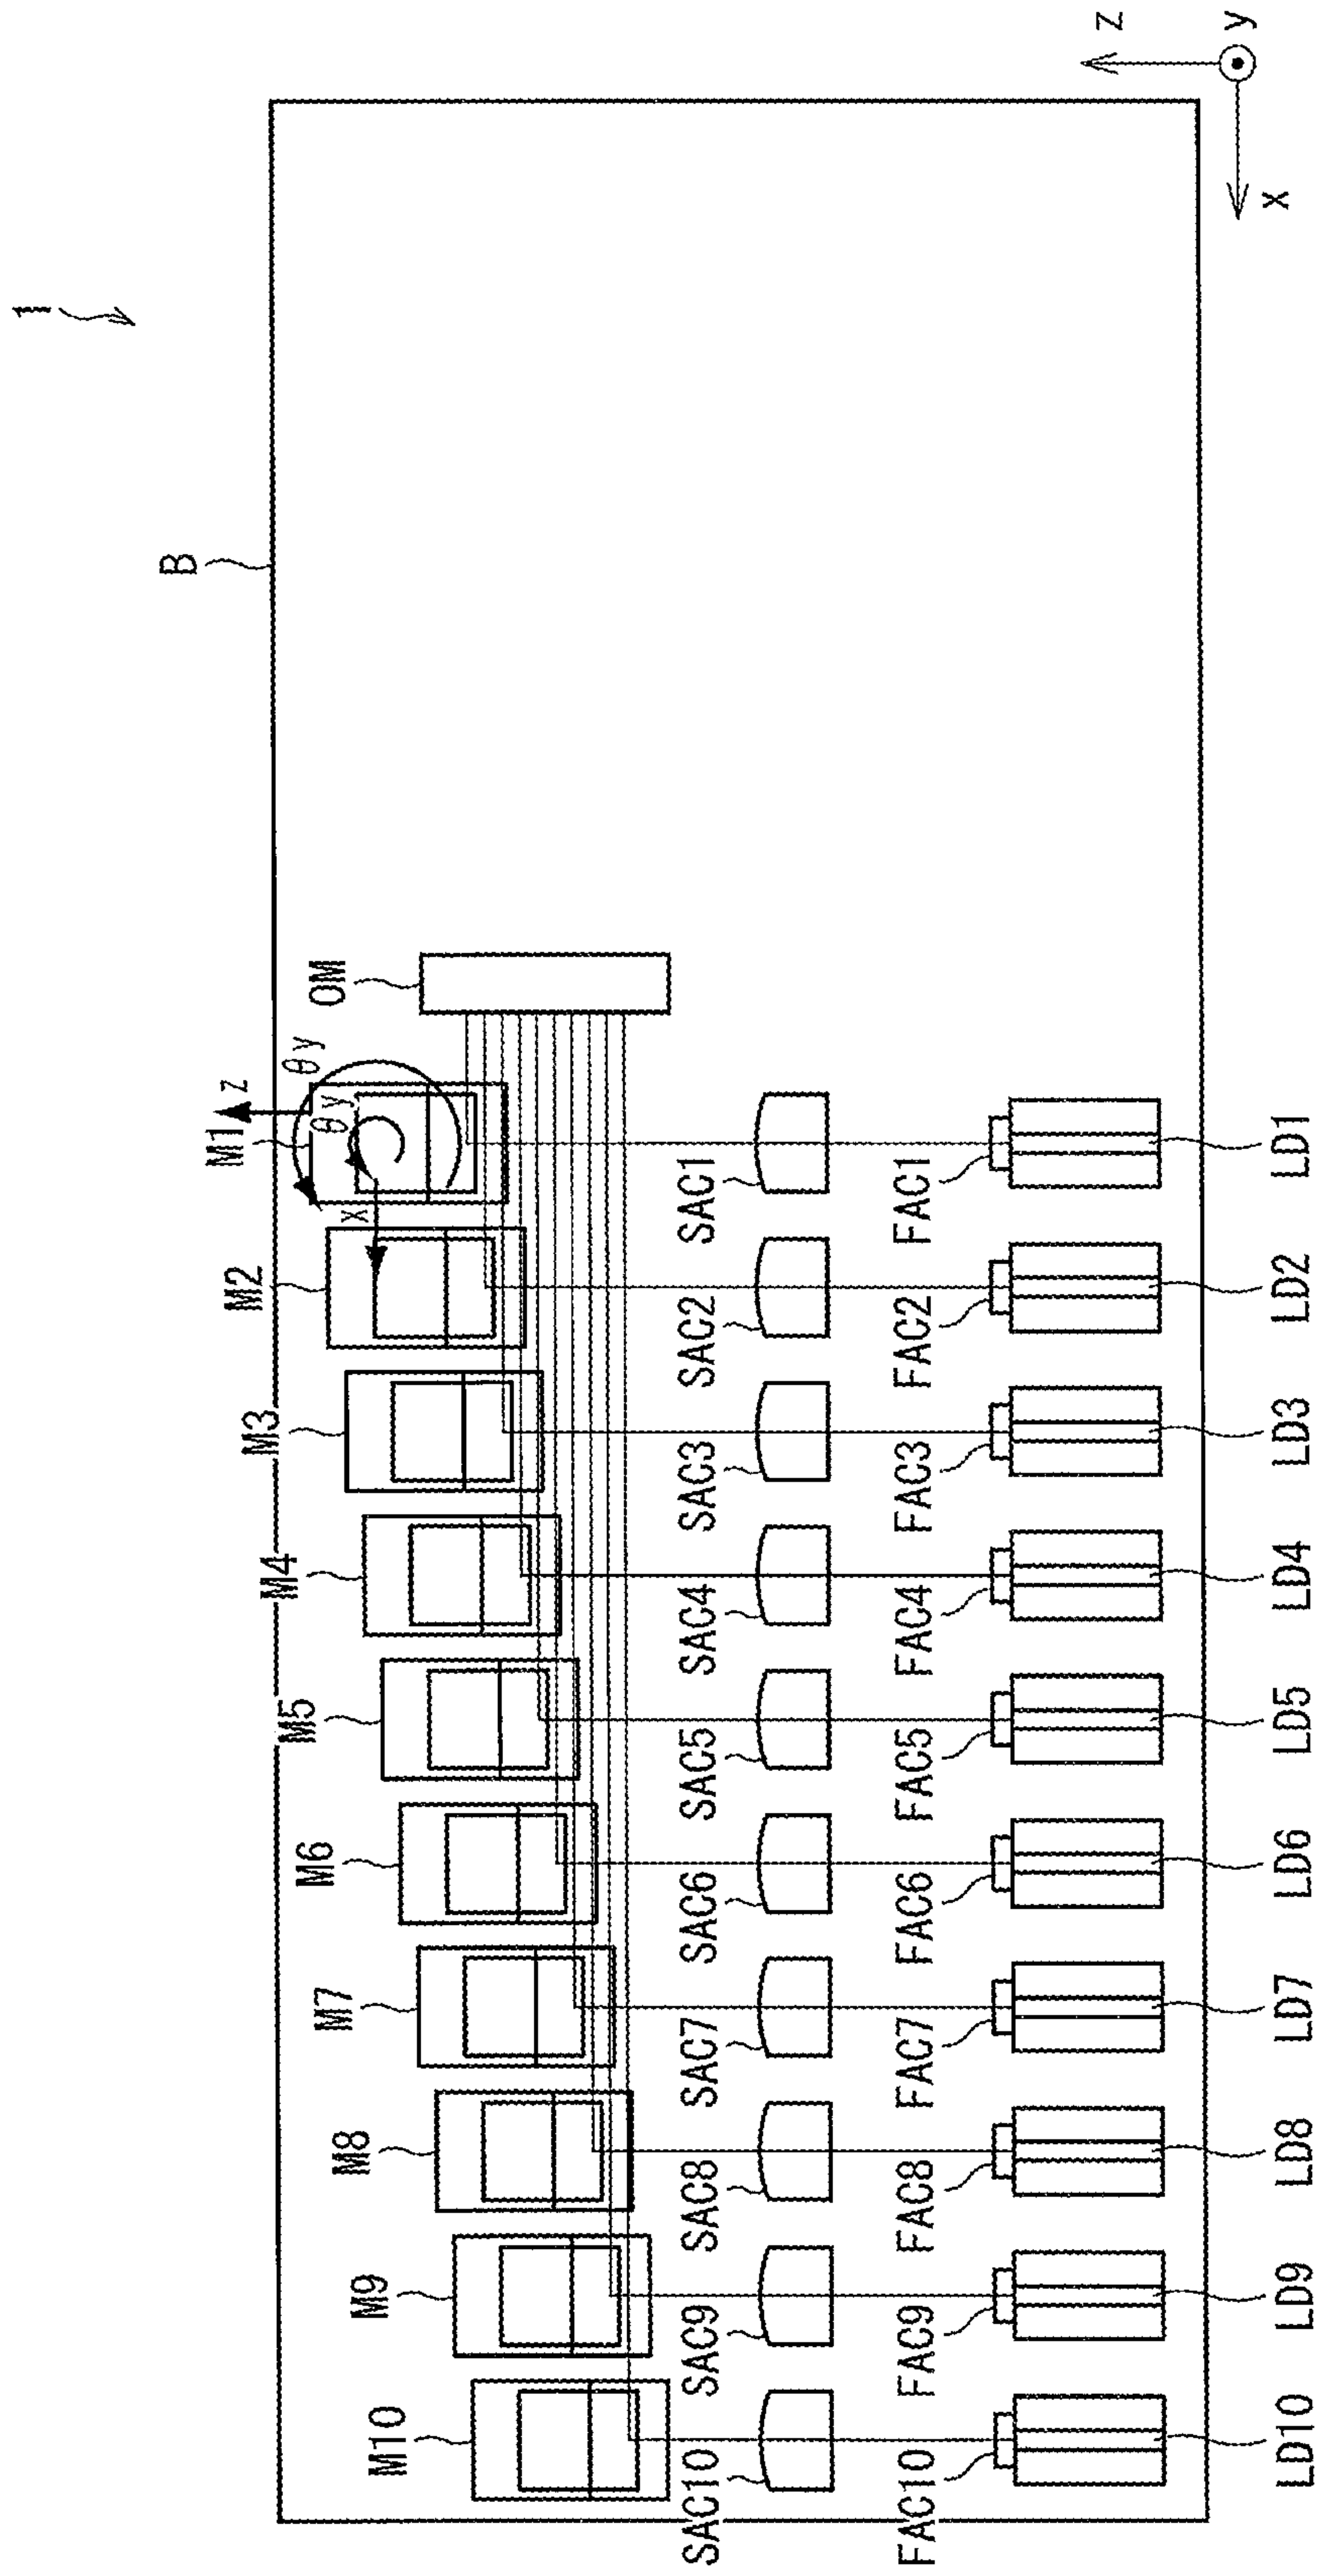 1
B
OM
θy
θy
z
x
M1
M2
M3
M4
M5
M6
M7
M8
M9
M10
SAC1
SAC2
SAC3
SAC4
SAC5
SAC6
SAC7
SAC8
SAC9
SAC10
FAC1
FAC2
FAC3
FAC4
FAC5
FAC6
FAC7
FAC8
FAC9
FAC10
LD1
LD2
LD3
LD4
LD5
LD6
LD7
LD8
LD9
LD10
z
y
x